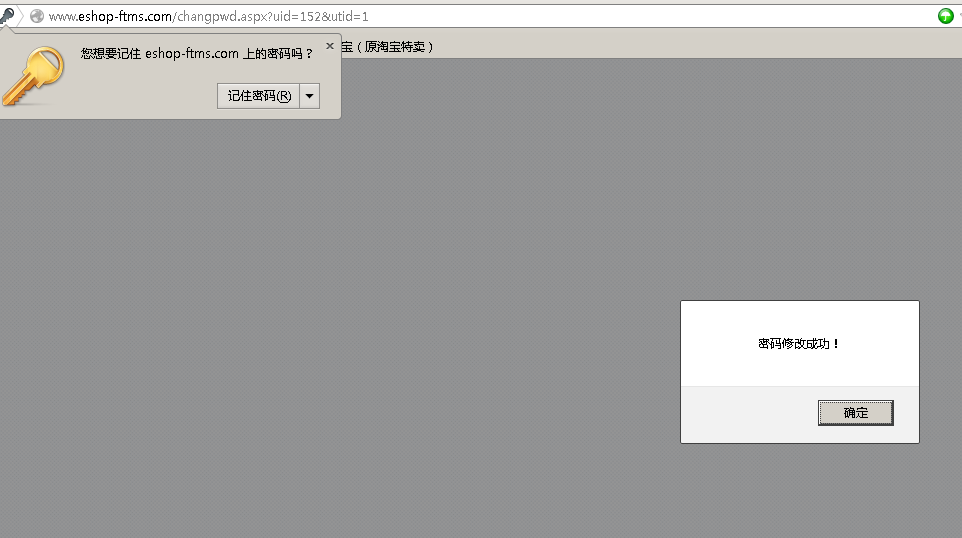 www.eshop-ftms.com/changpwd.aspx?uid=152&utid=1
宝（原淘宝特卖）
您想要记住 eshop-ftms.com 上的密码吗？
记住密码(R)
密码修改成功！
确定